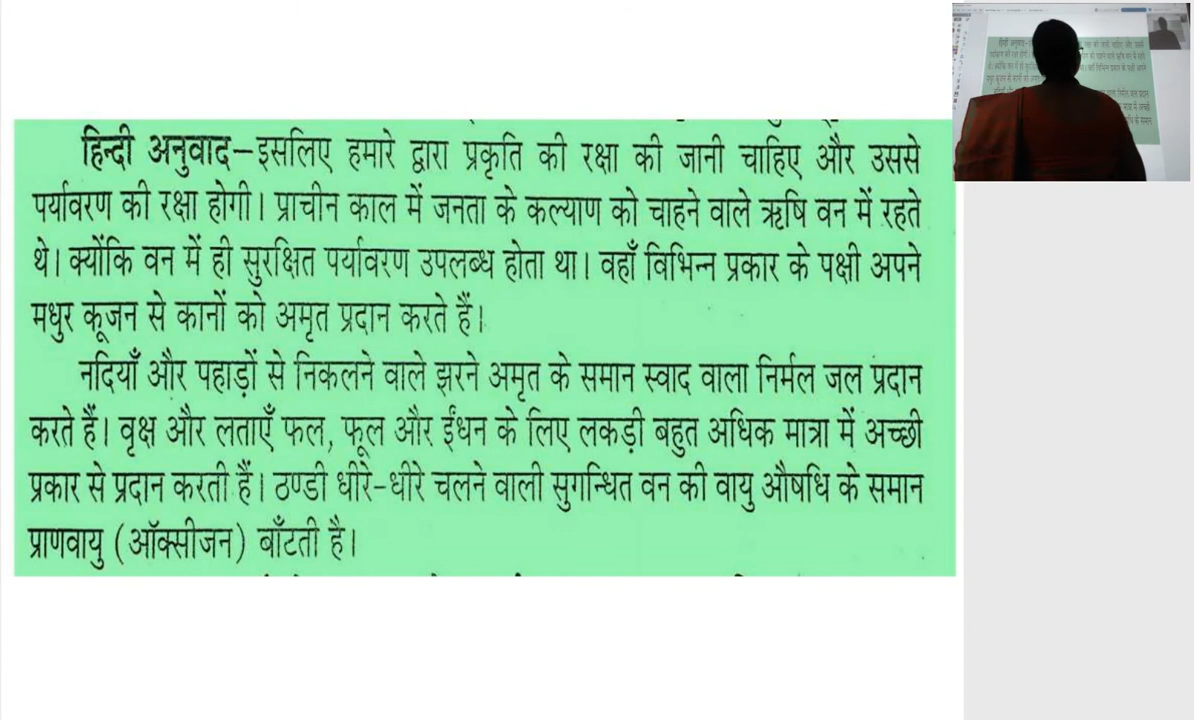 हिन्दी अनुवाद–इसलिए हमारे द्वारा प्रकृति की रक्षा की जानी चाहिए और उससे
पर्यावरण की रक्षा होगी। प्राचीन काल में जनता के कल्याण को चाहने वाले ऋषि वन में रहते
थे। क्योंकि वन में ही सुरक्षित पर्यावरण उपलब्ध होता था। वहाँ विभिन्न प्रकार के पक्षी अपने
मधुर कूजन से कानों को अमृत प्रदान करते हैं।
नदियाँ और पहाड़ों से निकलने वाले झरने अमृत के समान स्वाद वाला निर्मल जल प्रदान
करते हैं। वृक्ष और लताएँ फल, फूल और ईंधन के लिए लकड़ी बहुत अधिक मात्रा में अच्छी
प्रकार से प्रदान करती हैं। ठण्डी धीरे-धीरे चलने वाली सुगन्धित वन की वायु औषधि के समान
प्राणवायु (ऑक्सीजन) बाँटती है।